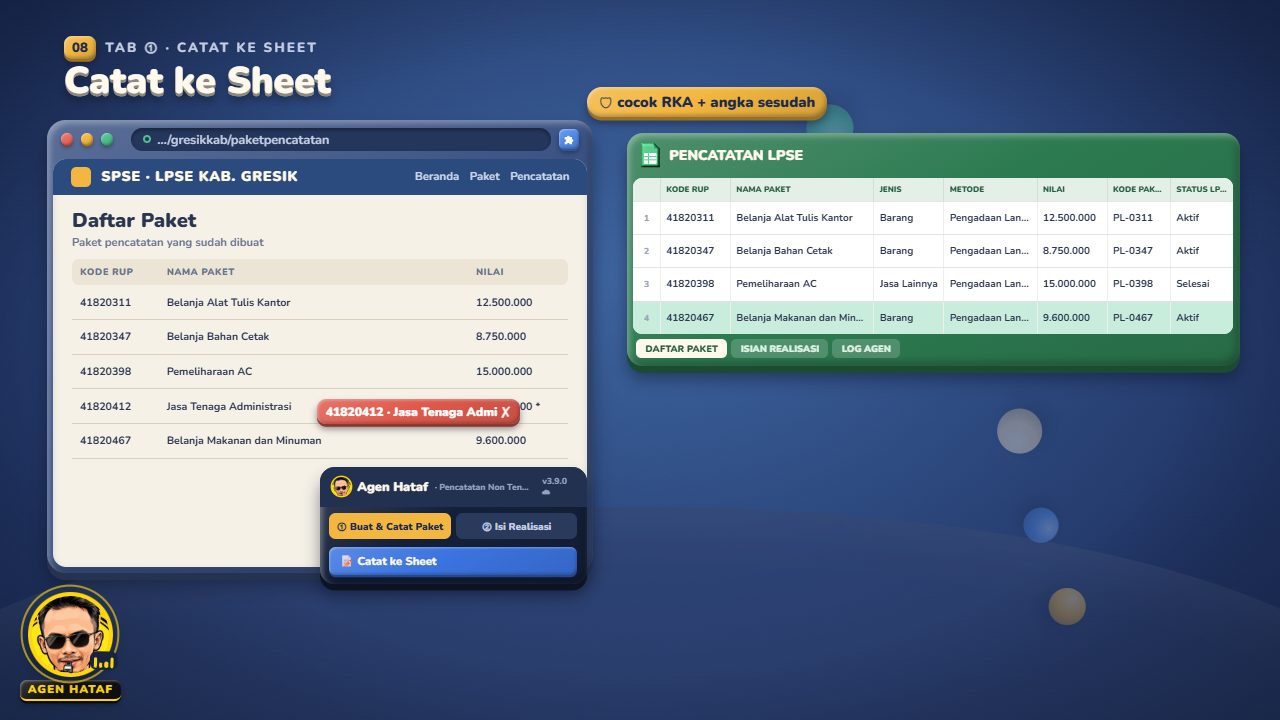 08 TAB ① · CATAT KE SHEET
Catat ke Sheet
cocok RKA + angka sesudah
.../gresikkab/paketpencatatan
SPSE · LPSE KAB. GRESIK Beranda Paket Pencatatan
Daftar Paket
Paket pencatatan yang sudah dibuat
KODE RUP NAMA PAKET NILAI
41820311 Belanja Alat Tulis Kantor 12.500.000
41820347 Belanja Bahan Cetak 8.750.000
41820398 Pemeliharaan AC 15.000.000
41820412 Jasa Tenaga Administrasi 00 *
41820412 · Jasa Tenaga Admi ✗
41820467 Belanja Makanan dan Minuman 9.600.000
Agen Hataf · Pencatatan Non Ten... v3.9.0
① Buat & Catat Paket ② Isi Realisasi
Catat ke Sheet
PENCATATAN LPSE
KODE RUP NAMA PAKET JENIS METODE NILAI KODE PAK... STATUS LP...
1 41820311 Belanja Alat Tulis Kantor Barang Pengadaan Lan... 12.500.000 PL-0311 Aktif
2 41820347 Belanja Bahan Cetak Barang Pengadaan Lan... 8.750.000 PL-0347 Aktif
3 41820398 Pemeliharaan AC Jasa Lainnya Pengadaan Lan... 15.000.000 PL-0398 Selesai
4 41820467 Belanja Makanan dan Min... Barang Pengadaan Lan... 9.600.000 PL-0467 Aktif
DAFTAR PAKET ISIAN REALISASI LOG AGEN
AGEN HATAF